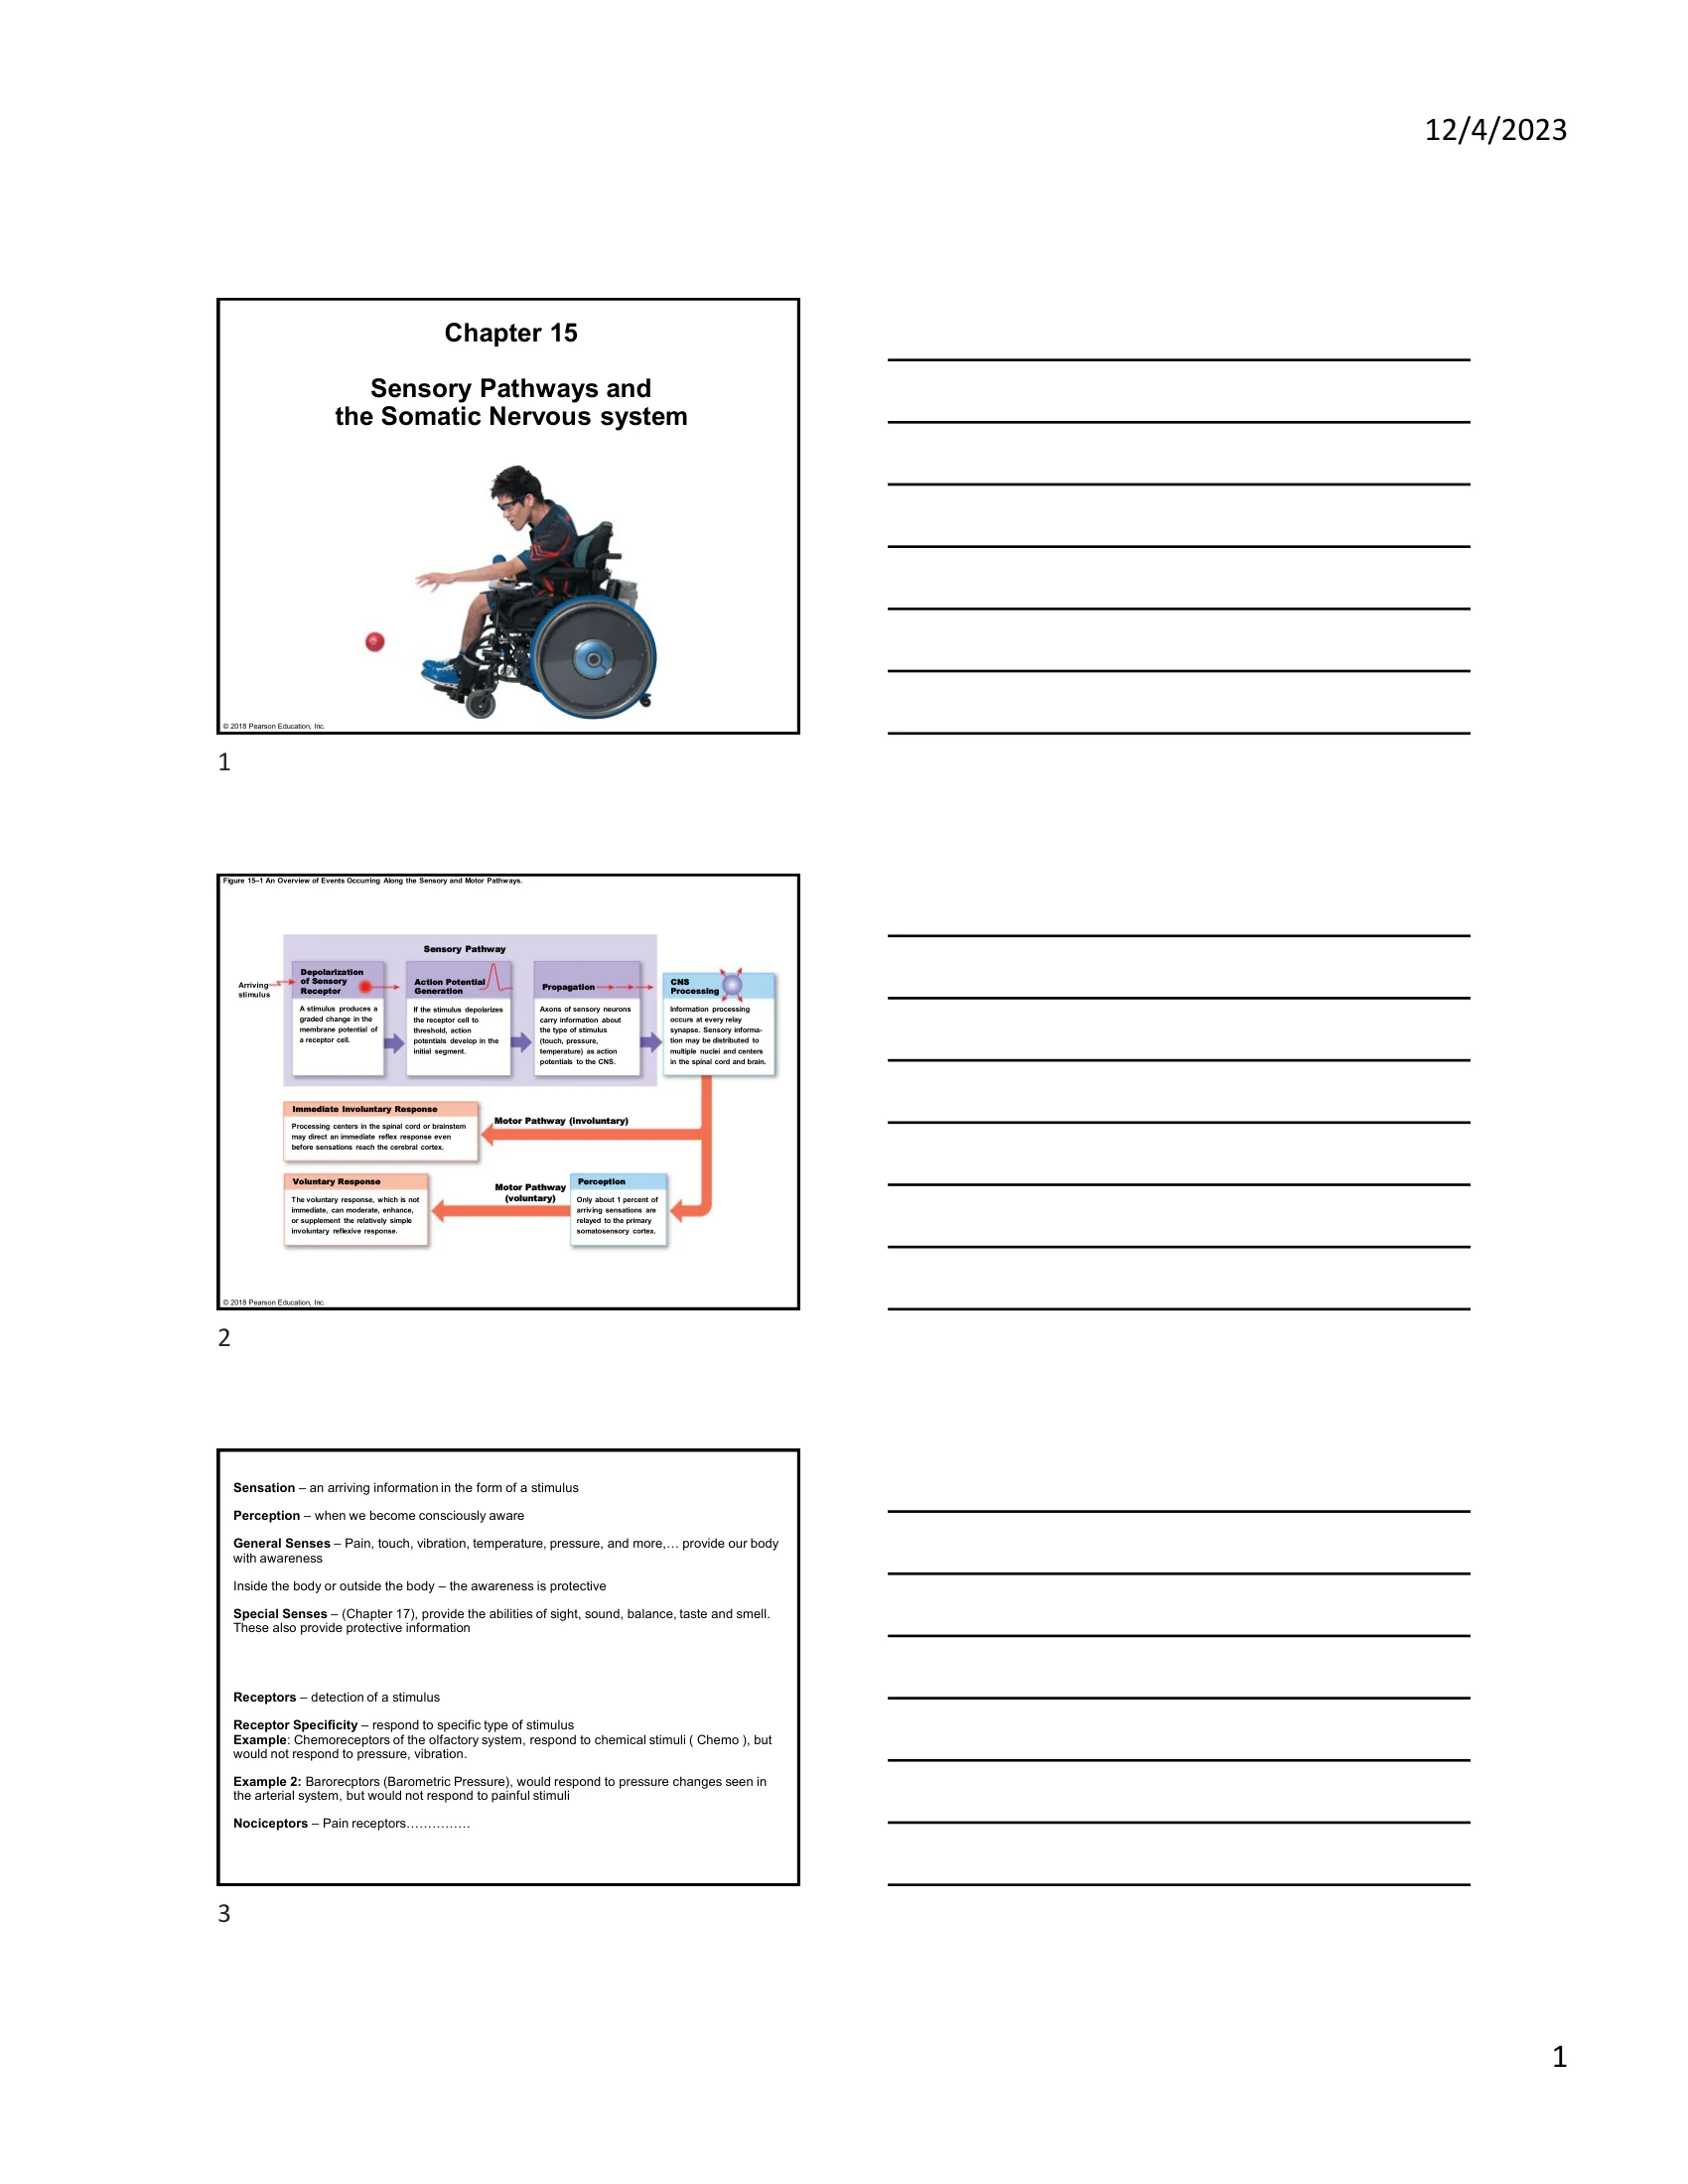 12/4/2023
Chapter 15
Sensory Pathways and
the Somatic Nervous system
© 2018 Pearson Education, Inc.
1
Figure 15–1 An Overview of Events Occurring Along the Sensory and Motor Pathways.
Sensory Pathway
Arriving
stimulus
Depolarization
of Sensory
Receptor
A stimulus produces a
graded change in the
membrane potential of
a receptor cell.
Action Potential
Generation
If the stimulus depolarizes
the receptor cell to
threshold, action
potentials develop in the
initial segment.
Propagation
Axons of sensory neurons
carry information about
the type of stimulus
(touch, pressure,
temperature) as action
potentials to the CNS.
CNS
Processing
Information processing
occurs at every relay
synapse. Sensory informa-
tion may be distributed to
multiple nuclei and centers
in the spinal cord and brain.
Immediate Involuntary Response
Processing centers in the spinal cord or brainstem
may direct an immediate reflex response even
before sensations reach the cerebral cortex.
Motor Pathway (involuntary)
Voluntary Response
The voluntary response, which is not
immediate, can moderate, enhance,
or supplement the relatively simple
involuntary reflexive response.
Motor Pathway
(voluntary)
Perception
Only about 1 percent of
arriving sensations are
relayed to the primary
somatosensory cortex.
© 2018 Pearson Education, Inc.
2
Sensation – an arriving information in the form of a stimulus
Perception – when we become consciously aware
General Senses – Pain, touch, vibration, temperature, pressure, and more,… provide our body
with awareness
Inside the body or outside the body – the awareness is protective
Special Senses – (Chapter 17), provide the abilities of sight, sound, balance, taste and smell.
These also provide protective information
Receptors – detection of a stimulus
Receptor Specificity – respond to specific type of stimulus
Example: Chemoreceptors of the olfactory system, respond to chemical stimuli ( Chemo ), but
would not respond to pressure, vibration.
Example 2: Barorecptors (Barometric Pressure), would respond to pressure changes seen in
the arterial system, but would not respond to painful stimuli
Nociceptors – Pain receptors……………
3
1